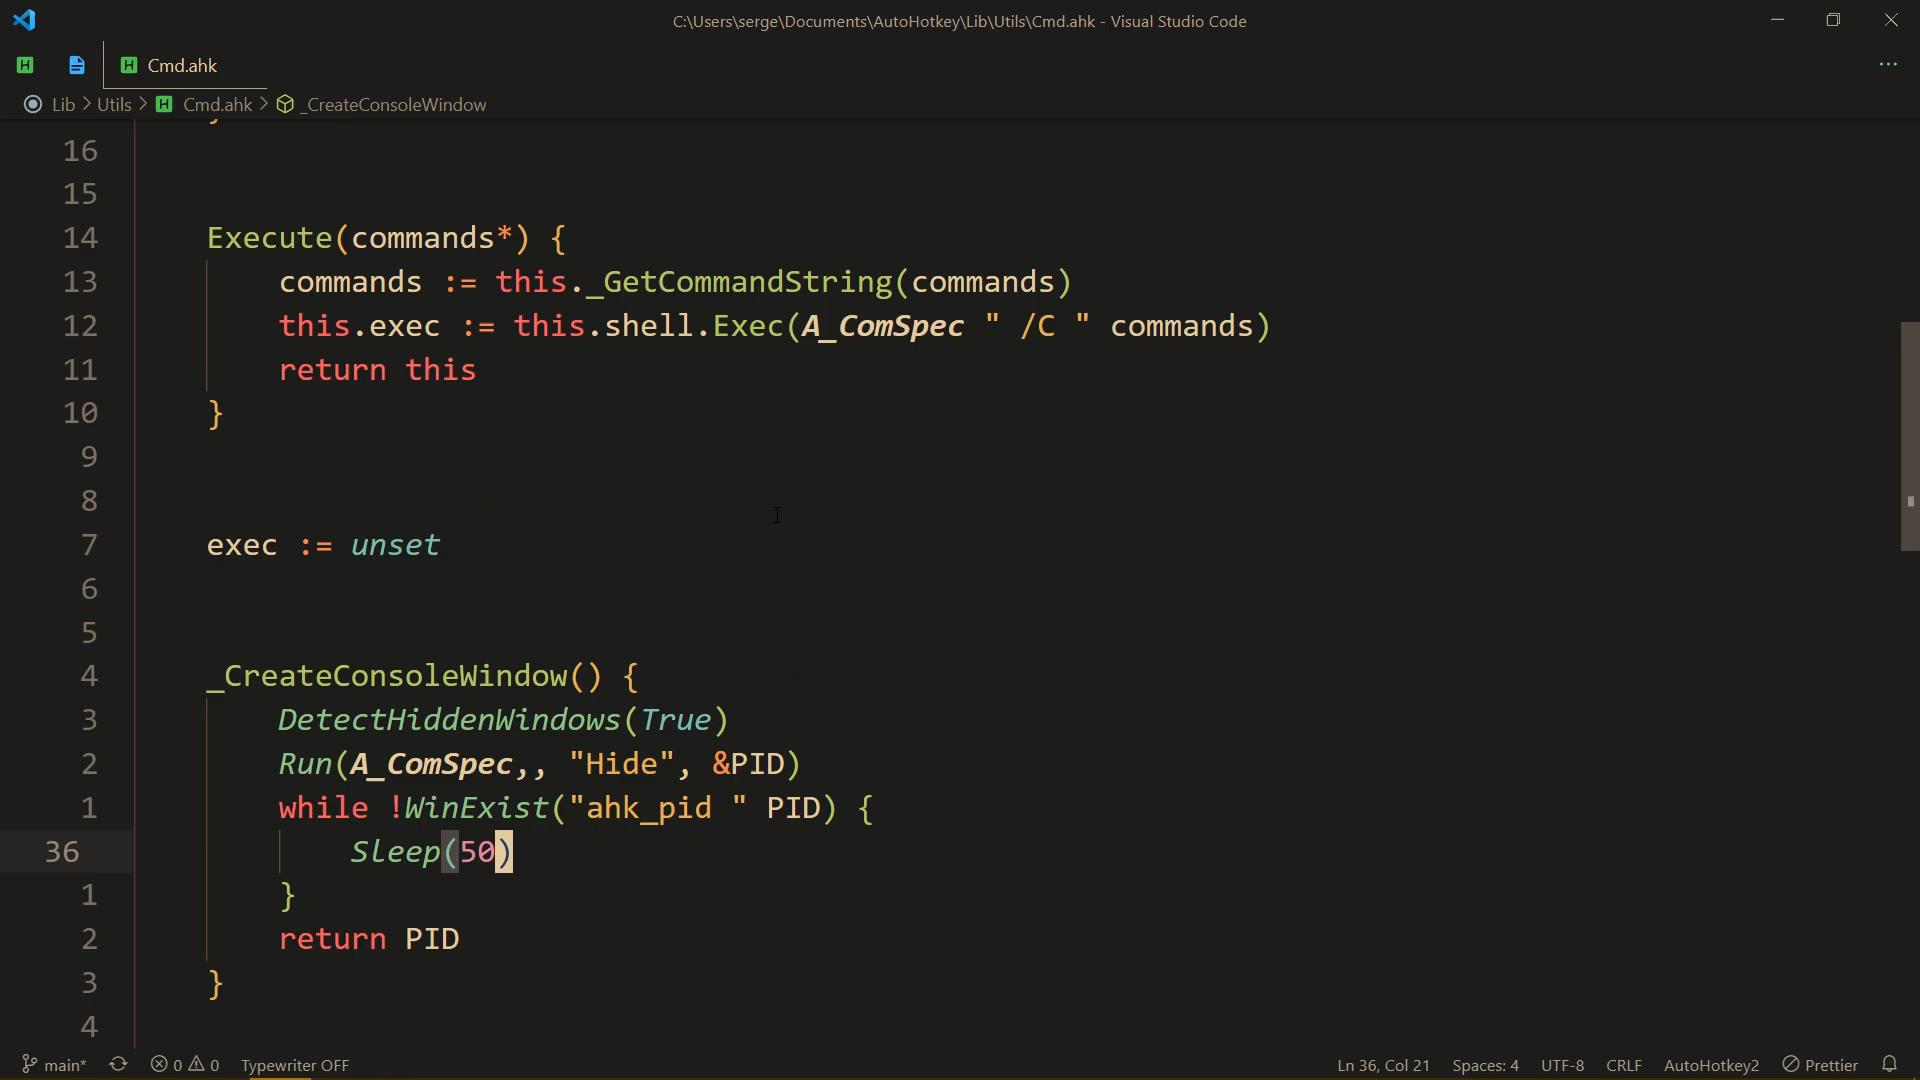 C:\Users\serge\Documents\AutoHotkey\Lib\Utils\Cmd.ahk - Visual Studio Code
Cmd.ahk
Lib > Utils > Cmd.ahk > _CreateConsoleWindow
16
15
14 Execute(commands*) {
13 commands := this._GetCommandString(commands)
12 this.exec := this.shell.Exec(A_ComSpec " /C " commands)
11 return this
10 }
9
8
7 exec := unset
6
5
4 _CreateConsoleWindow() {
3 DetectHiddenWindows(True)
2 Run(A_ComSpec,, "Hide", &PID)
1 while !WinExist("ahk_pid " PID) {
36 Sleep(50)
1 }
2 return PID
3 }
4
main* 0 0 Typewriter OFF Ln 36, Col 21 Spaces: 4 UTF-8 CRLF AutoHotkey2 Prettier